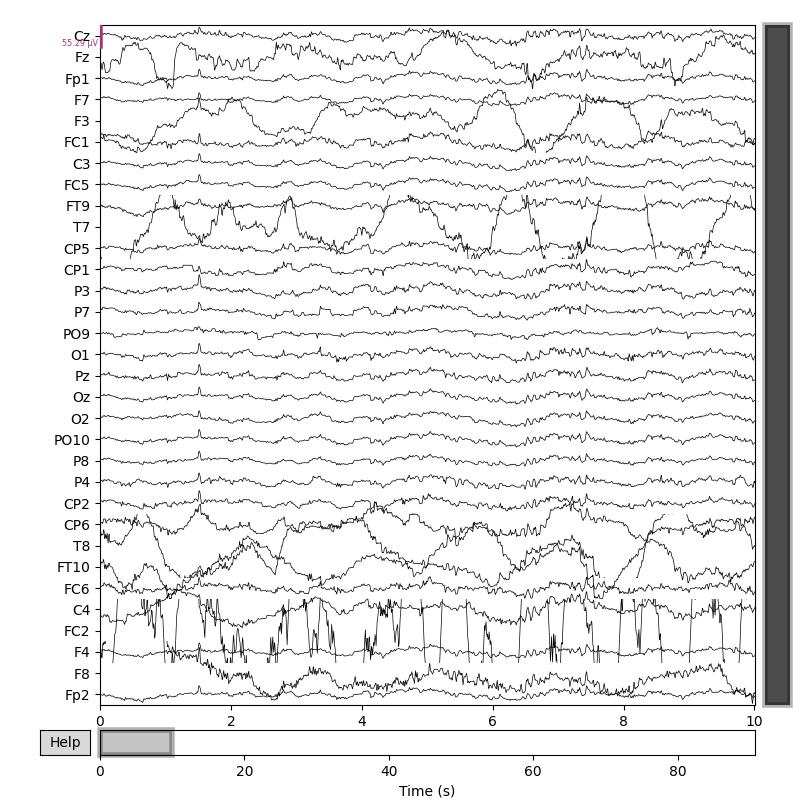 Cz
55.29 µV
Fz
Fp1
F7
F3
FC1
C3
FC5
FT9
T7
CP5
CP1
P3
P7
PO9
O1
Pz
Oz
O2
PO10
P8
P4
CP2
CP6
T8
FT10
FC6
C4
FC2
F4
F8
Fp2
0 2 4 6 8 10
Help
0 20 40 60 80
Time (s)